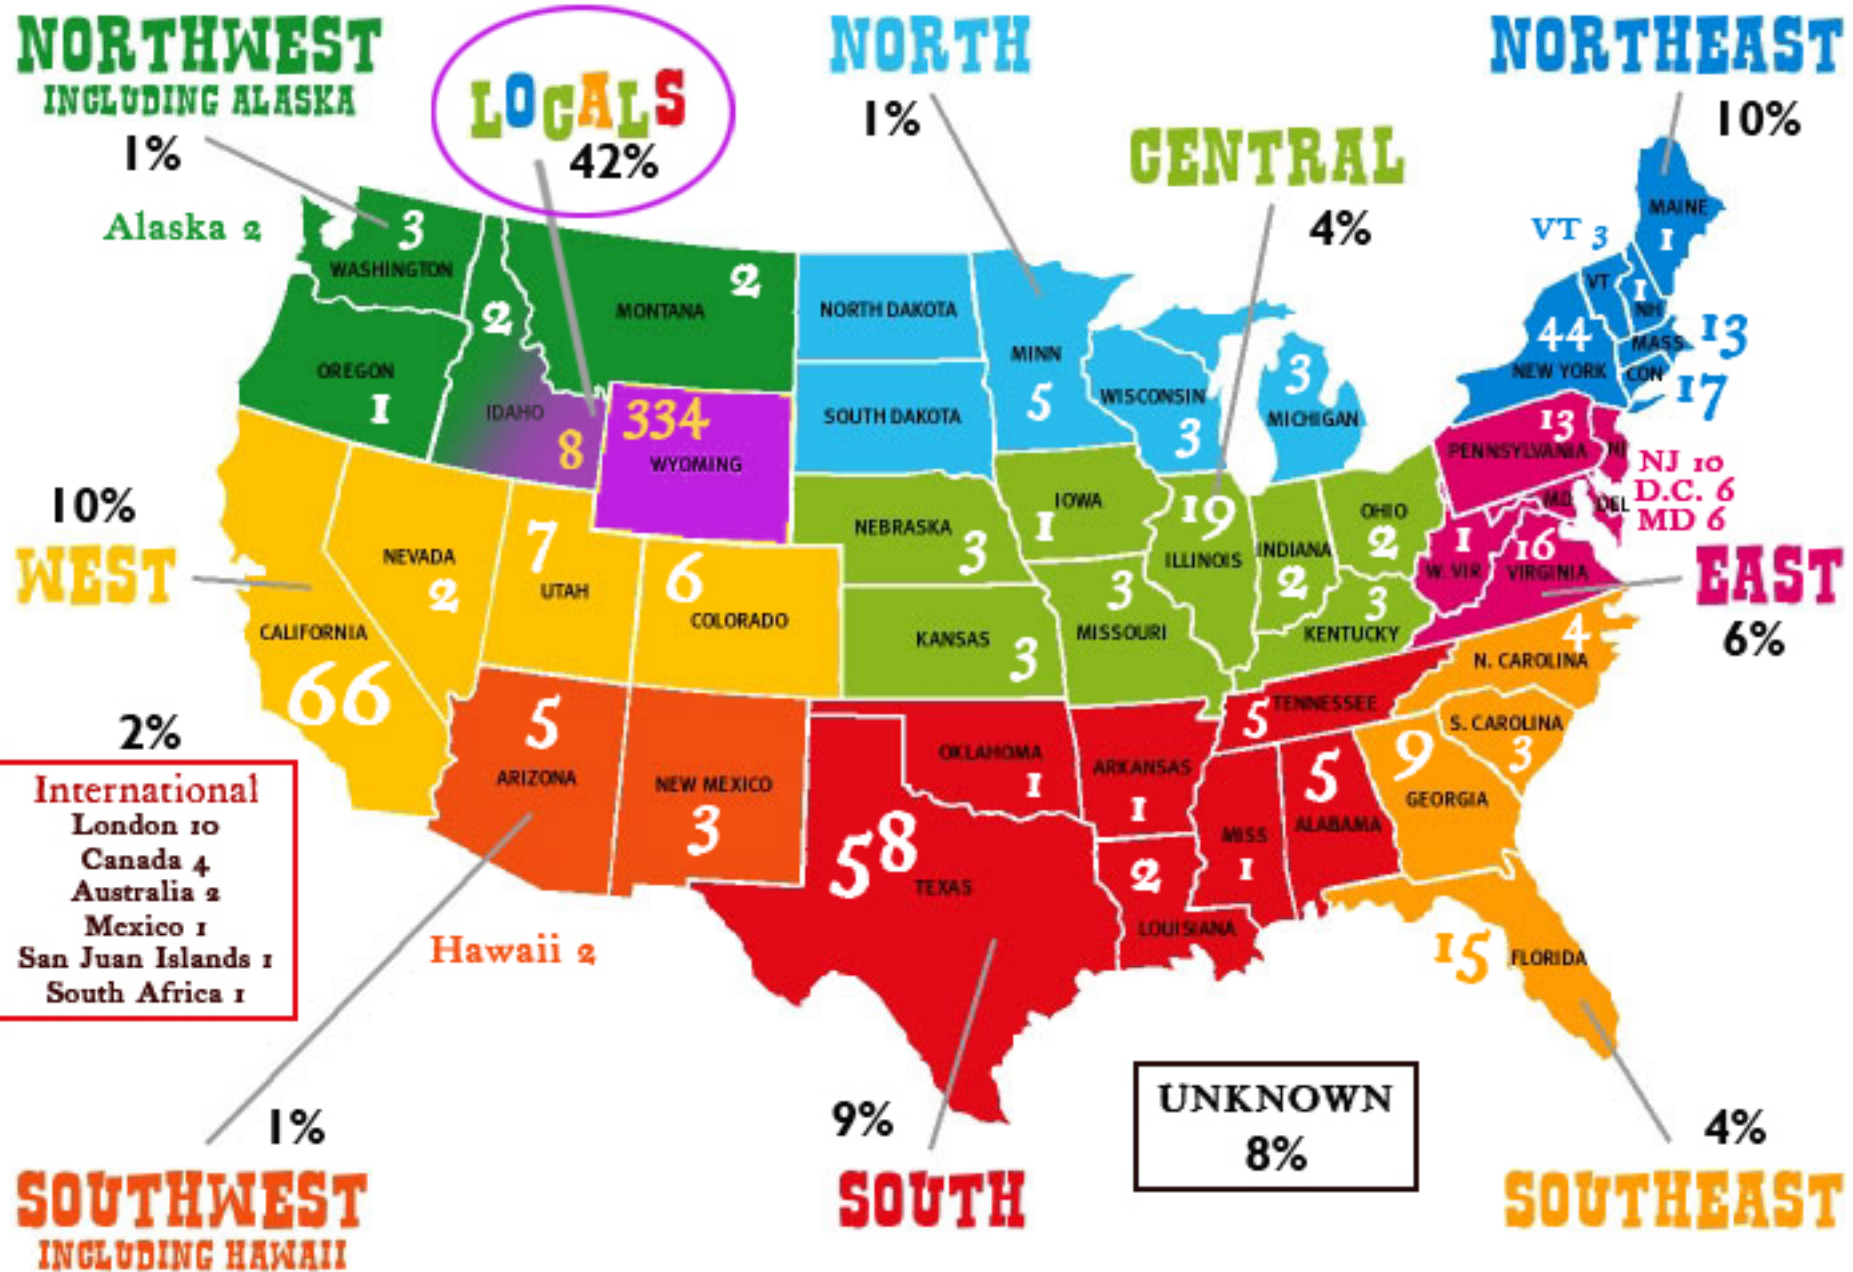 NORTHWEST
INCLUDING ALASKA
1%
Alaska 2
LOCALS
42%
NORTH
1%
CENTRAL
4%
NORTHEAST
10%
3
WASHINGTON
2
MONTANA
2
OREGON
1
IDAHO
8
334
WYOMING
NORTH DAKOTA
SOUTH DAKOTA
MINN
5
WISCONSIN
3
3
MICHIGAN
MAINE
1
VT 3
VT
1
NH
44
NEW YORK
MASS
13
CON
17
13
PENNSYLVANIA
NJ
NJ 10
D.C. 6
MD 6
MD
DEL
1
W. VIR
16
VIRGINIA
EAST
6%
10%
WEST
NEVADA
2
7
UTAH
6
COLORADO
CALIFORNIA
66
NEBRASKA
3
KANSAS
3
IOWA
1
3
MISSOURI
19
ILLINOIS
INDIANA
2
OHIO
2
3
KENTUCKY
4
N. CAROLINA
S. CAROLINA
3
9
GEORGIA
TENNESSEE
5
5
ALABAMA
MISS
1
ARKANSAS
1
2
LOUISIANA
OKLAHOMA
1
58
TEXAS
5
ARIZONA
NEW MEXICO
3
15
FLORIDA
2%
International
London 10
Canada 4
Australia 2
Mexico 1
San Juan Islands 1
South Africa 1
Hawaii 2
1%
SOUTHWEST
INCLUDING HAWAII
9%
SOUTH
UNKNOWN
8%
4%
SOUTHEAST